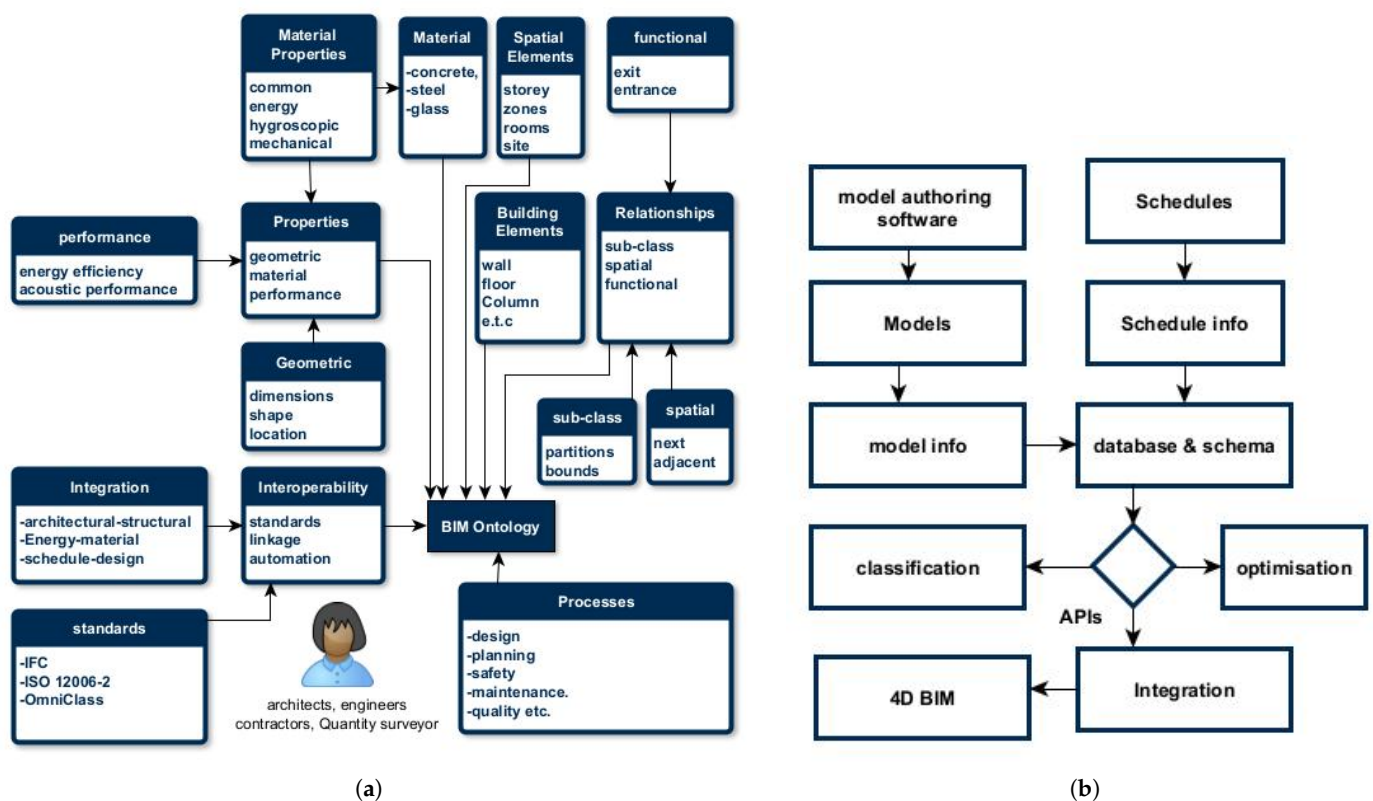 Material
Properties
common
energy
hygroscopic
mechanical
Material
-concrete,
-steel
-glass
Spatial
Elements
storey
zones
rooms
site
functional
exit
entrance
performance
energy efficiency
acoustic performance
Properties
geometric
material
performance
Building
Elements
wall
floor
Column
e.t.c
Relationships
sub-class
spatial
functional
Geometric
dimensions
shape
location
sub-class
partitions
bounds
spatial
next
adjacent
Integration
-architectural-structural
-Energy-material
-schedule-design
Interoperability
standards
linkage
automation
BIM Ontology
standards
-IFC
-ISO 12006-2
-OmniClass
architects, engineers
contractors, Quantity surveyor
Processes
-design
-planning
-safety
-maintenance.
-quality etc.
(a)
model authoring
software
Schedules
Models
Schedule info
model info
database & schema
classification
optimisation
APIs
4D BIM
Integration
(b)